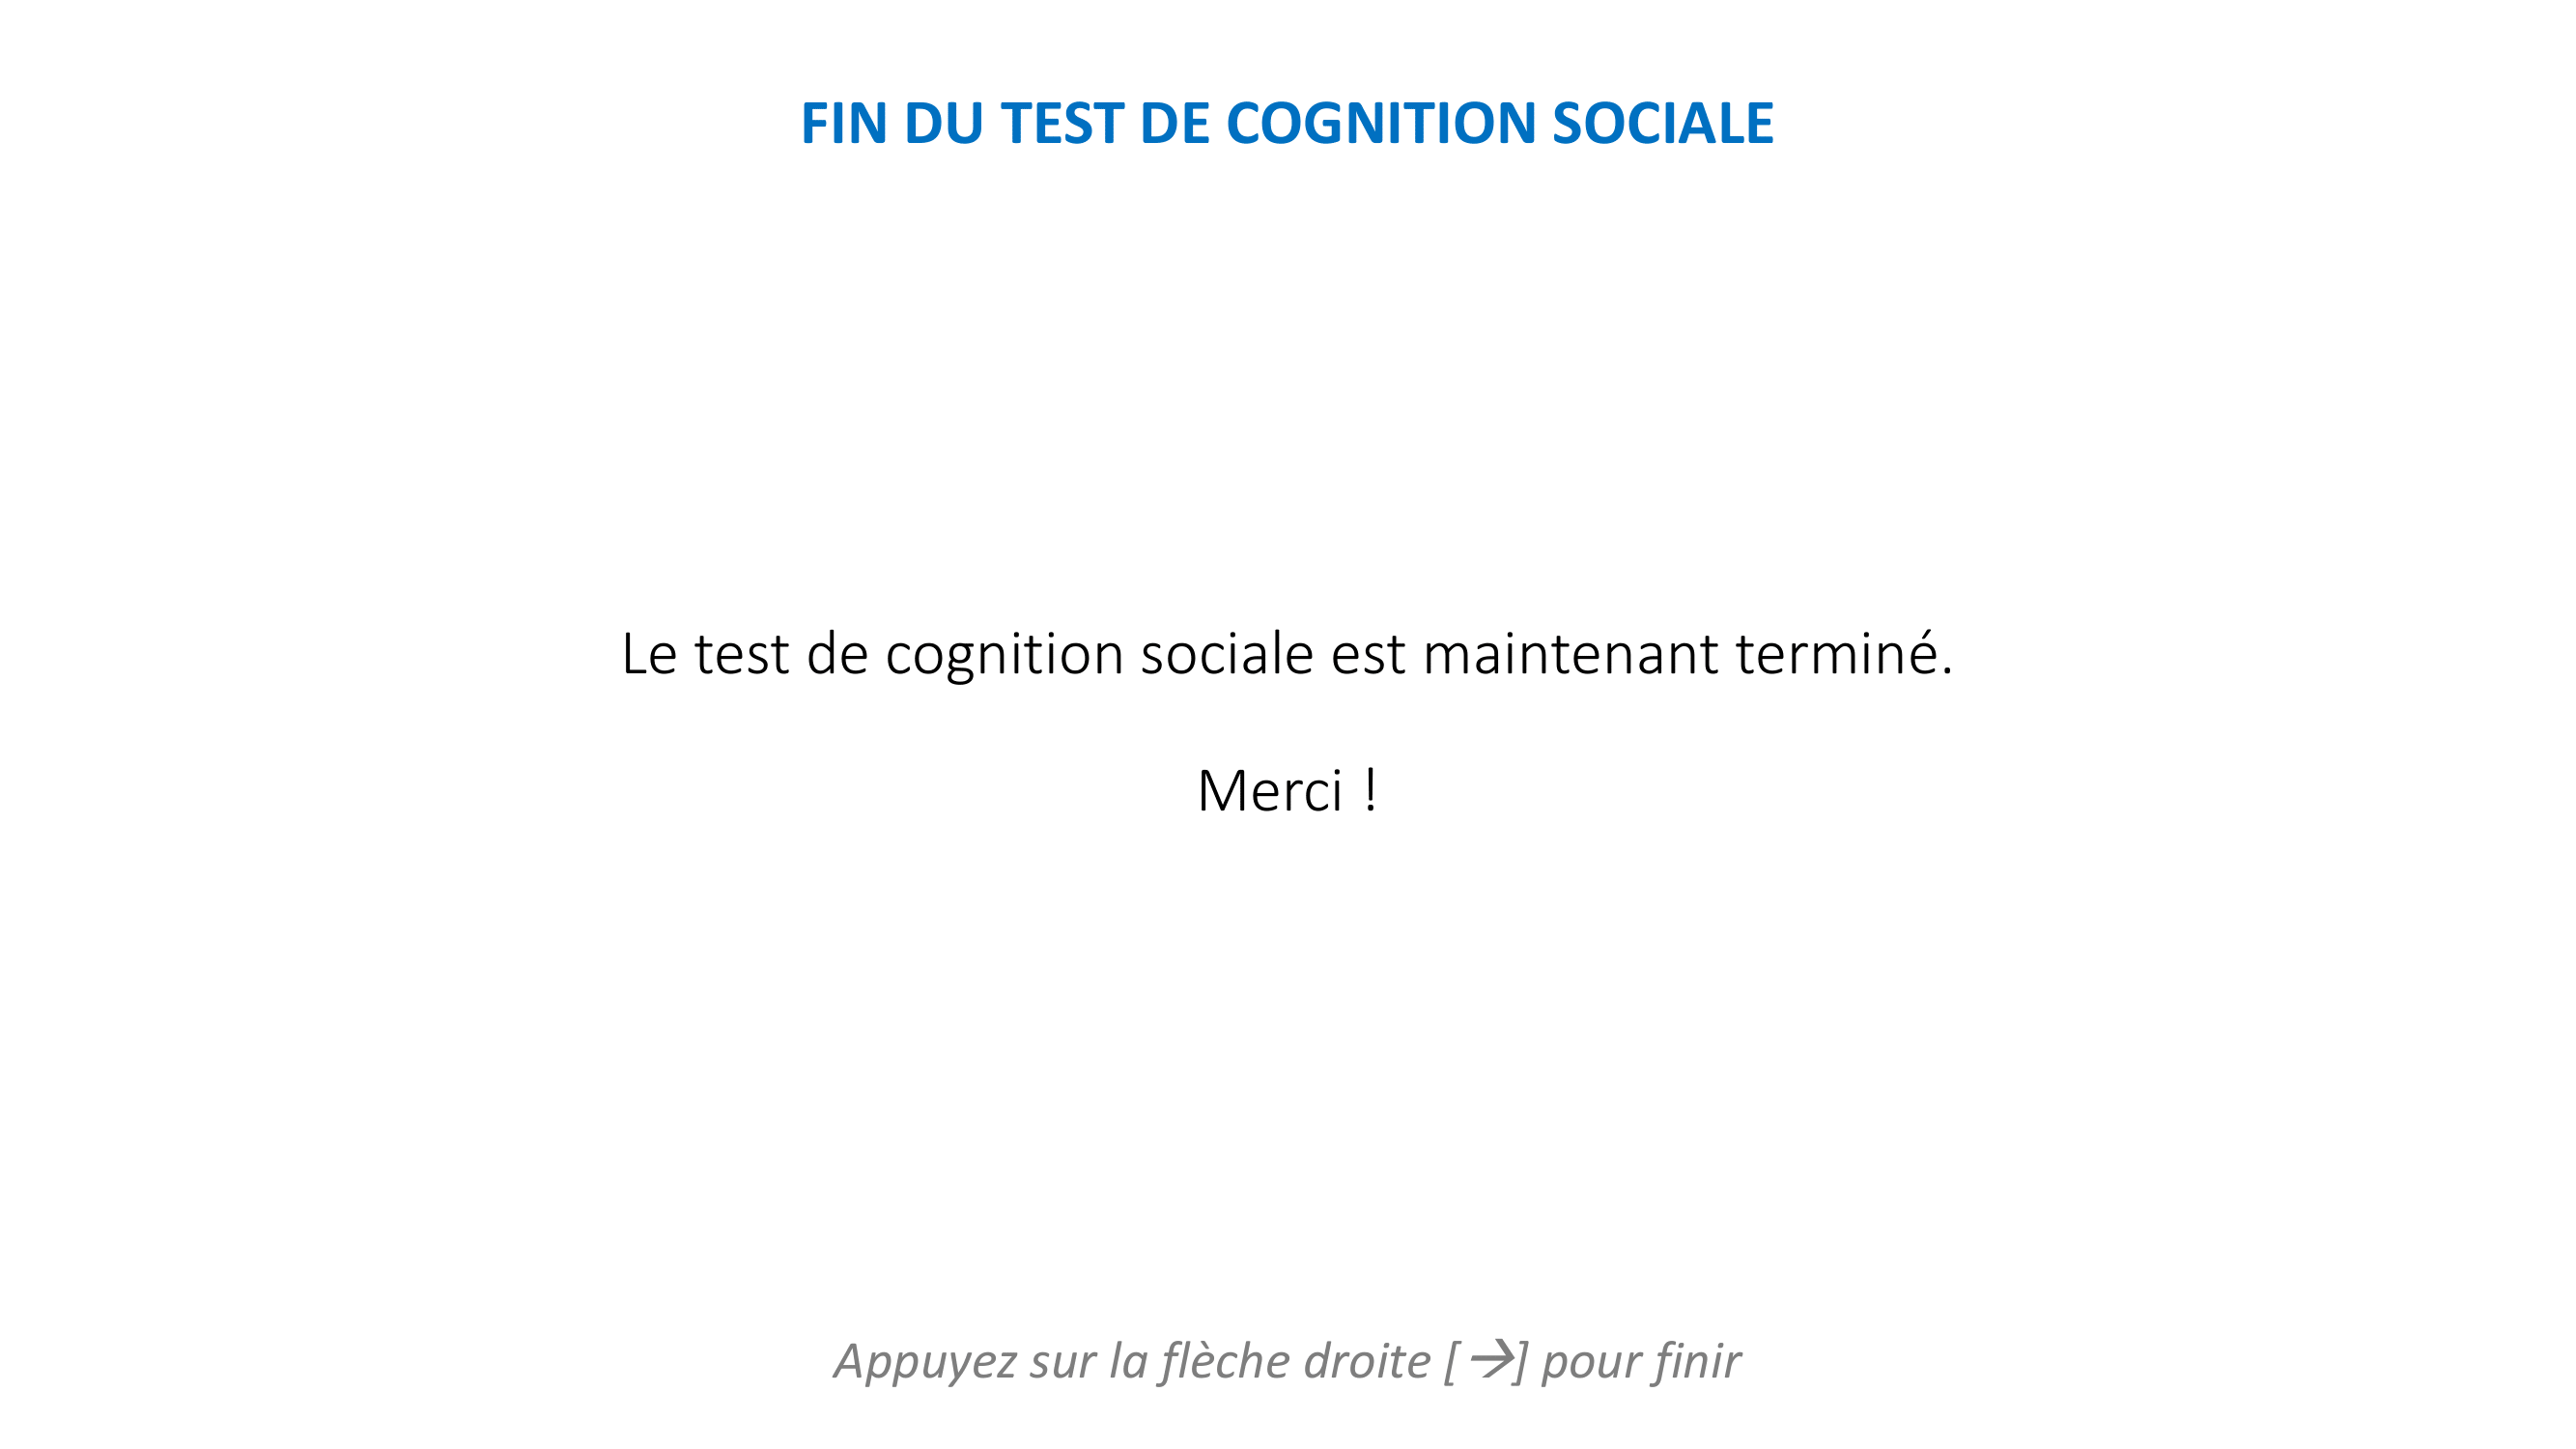 FIN DU TEST DE COGNITION SOCIALE
Le test de cognition sociale est maintenant terminé.
Merci !
Appuyez sur la flèche droite [→] pour finir